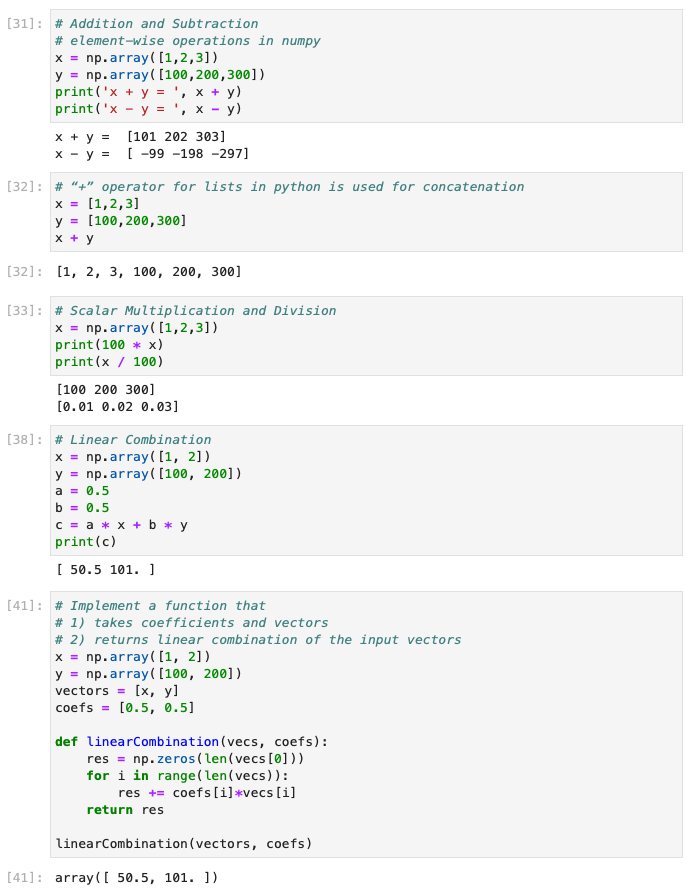 [31]: # Addition and Subtraction
# element-wise operations in numpy
x = np.array([1,2,3])
y = np.array([100,200,300])
print('x + y = ', x + y)
print('x - y = ', x - y)
x + y =  [101 202 303]
x - y =  [ -99 -198 -297]
[32]: # “+” operator for lists in python is used for concatenation
x = [1,2,3]
y = [100,200,300]
x + y
[32]: [1, 2, 3, 100, 200, 300]
[33]: # Scalar Multiplication and Division
x = np.array([1,2,3])
print(100 * x)
print(x / 100)
[100 200 300]
[0.01 0.02 0.03]
[38]: # Linear Combination
x = np.array([1, 2])
y = np.array([100, 200])
a = 0.5
b = 0.5
c = a * x + b * y
print(c)
[ 50.5 101. ]
[41]: # Implement a function that
# 1) takes coefficients and vectors
# 2) returns linear combination of the input vectors
x = np.array([1, 2])
y = np.array([100, 200])
vectors = [x, y]
coefs = [0.5, 0.5]
def linearCombination(vecs, coefs):
    res = np.zeros(len(vecs[0]))
    for i in range(len(vecs)):
        res += coefs[i]*vecs[i]
    return res
linearCombination(vectors, coefs)
[41]: array([ 50.5, 101. ])